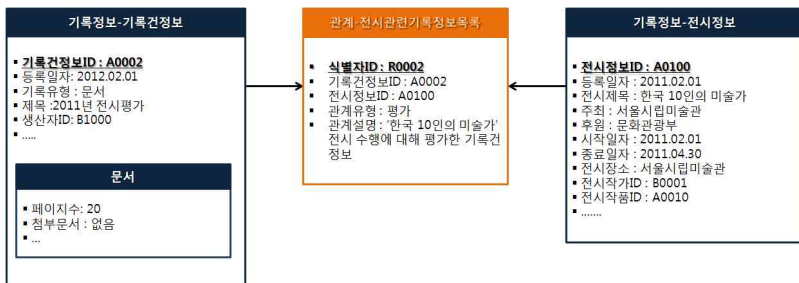 기록정보-기록건정보
▪ 기록건정보ID : A0002
▪ 등록일자: 2012.02.01
▪ 기록유형 : 문서
▪ 제목 :2011년 전시평가
▪ 생산자ID: B1000
▪ .....
문서
▪ 페이지수: 20
▪ 첨부문서 : 없음
▪ ...
관계-전시관련기록정보목록
▪ 식별자ID : R0002
▪ 기록건정보ID : A0002
▪ 전시정보ID : A0100
▪ 관계유형 : 평가
▪ 관계설명 : '한국 10인의 미술가'
전시 수행에 대해 평가한 기록건
정보
기록정보-전시정보
▪ 전시정보ID : A0100
▪ 등록일자 : 2011.02.01
▪ 전시제목 : 한국 10인의 미술가
▪ 주최 : 서울시립미술관
▪ 후원 : 문화관광부
▪ 시작일자 : 2011.02.01
▪ 종료일자 : 2011.04.30
▪ 전시장소 : 서울시립미술관
▪ 전시작가ID : B0001
▪ 전시작품ID : A0010
▪ .......